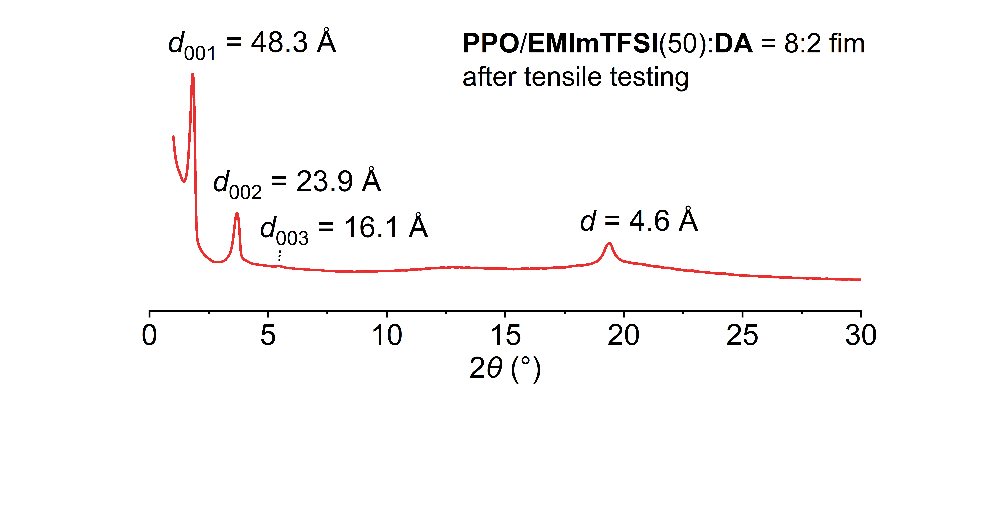 d001 = 48.3 Å
PPO/EMImTFSI(50):DA = 8:2 fim
after tensile testing
d002 = 23.9 Å
d003 = 16.1 Å
d = 4.6 Å
0 5 10 15 20 25 30
2θ (°)